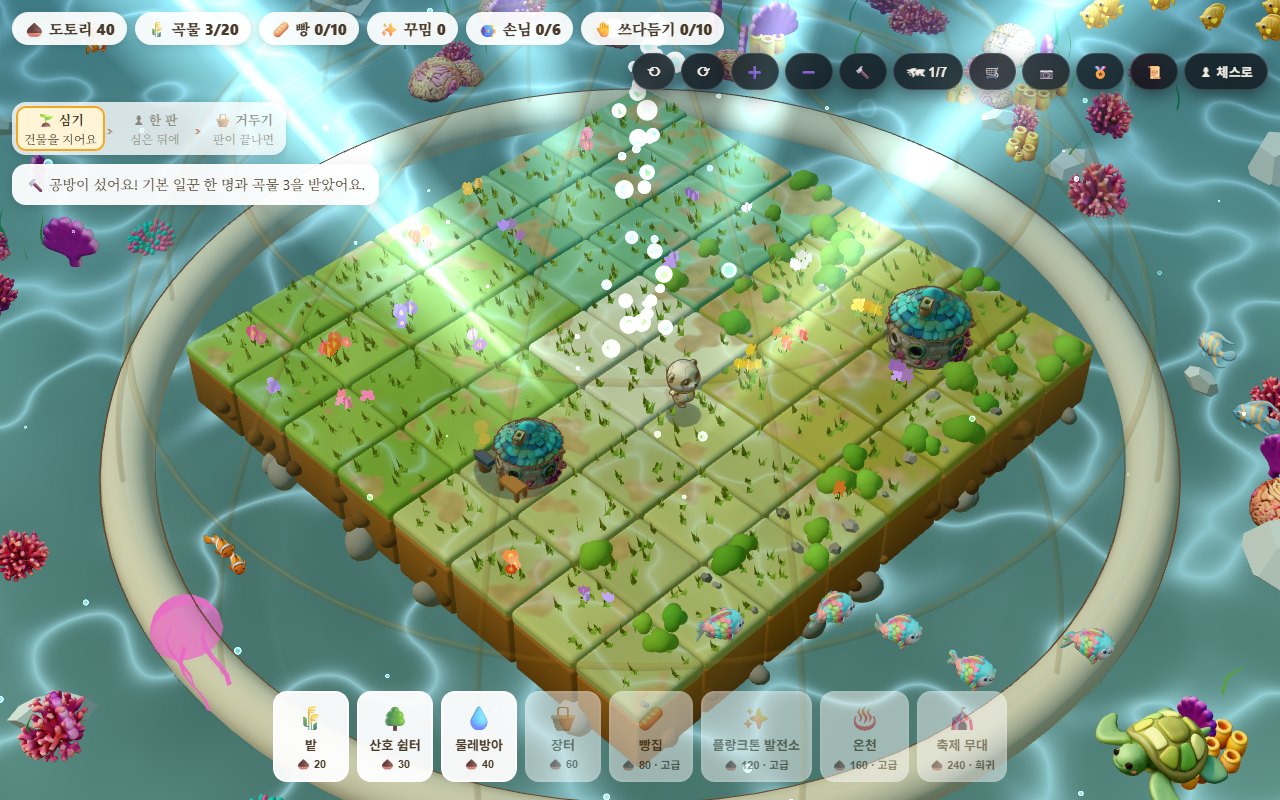 도토리 40
곡물 3/20
빵 0/10
꾸밈 0
손님 0/6
쓰다듬기 0/10
1/7
체스로
심기
건물을 지어요
한 판
심은 뒤에
거두기
판이 끝나면
공방이 섰어요! 기본 일꾼 한 명과 곡물 3을 받았어요.
밭
20
산호 쉼터
30
물레방아
40
장터
60
빵집
80 · 고급
플랑크톤 발전소
120 · 고급
온천
160 · 고급
축제 무대
240 · 희귀